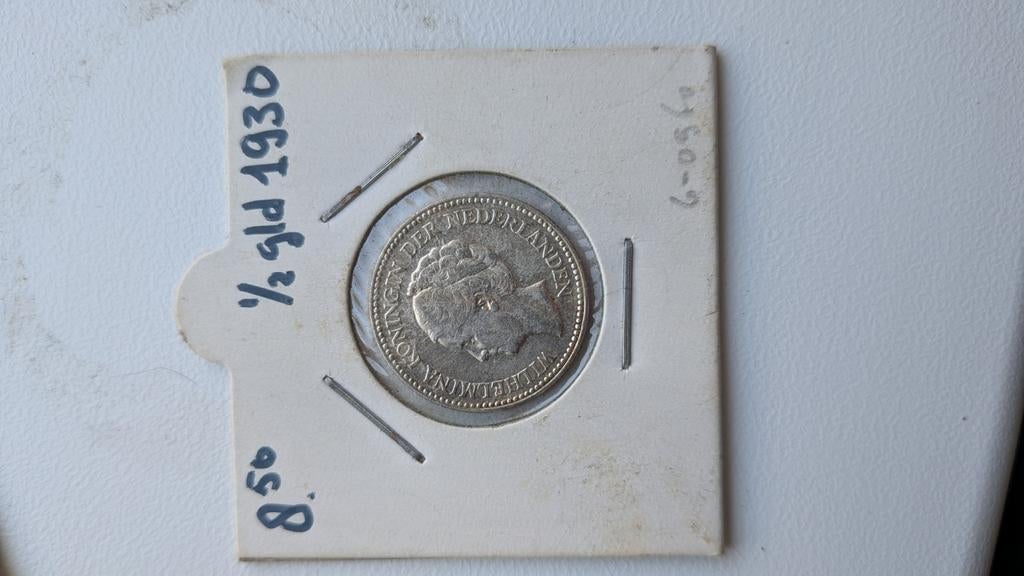 8.50 ½ gld 1930
WILHELMINA KONINGIN DER NEDERLANDEN